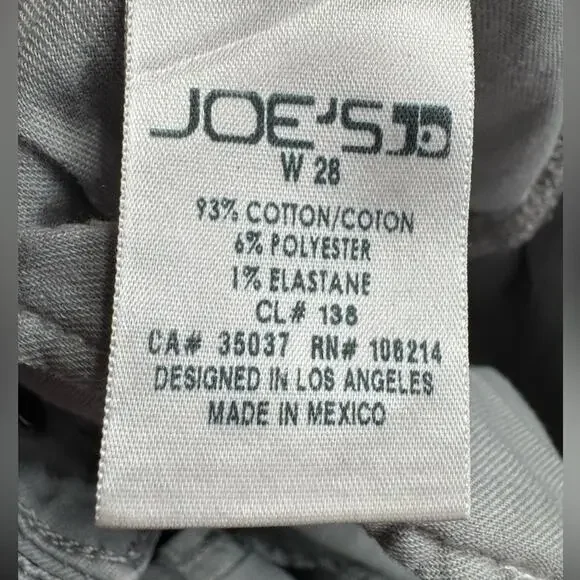 JOE'S JD
W 28
93% COTTON/COTON
6% POLYESTER
1% ELASTANE
CL# 138
CA# 35037 RN# 106214
DESIGNED IN LOS ANGELES
MADE IN MEXICO